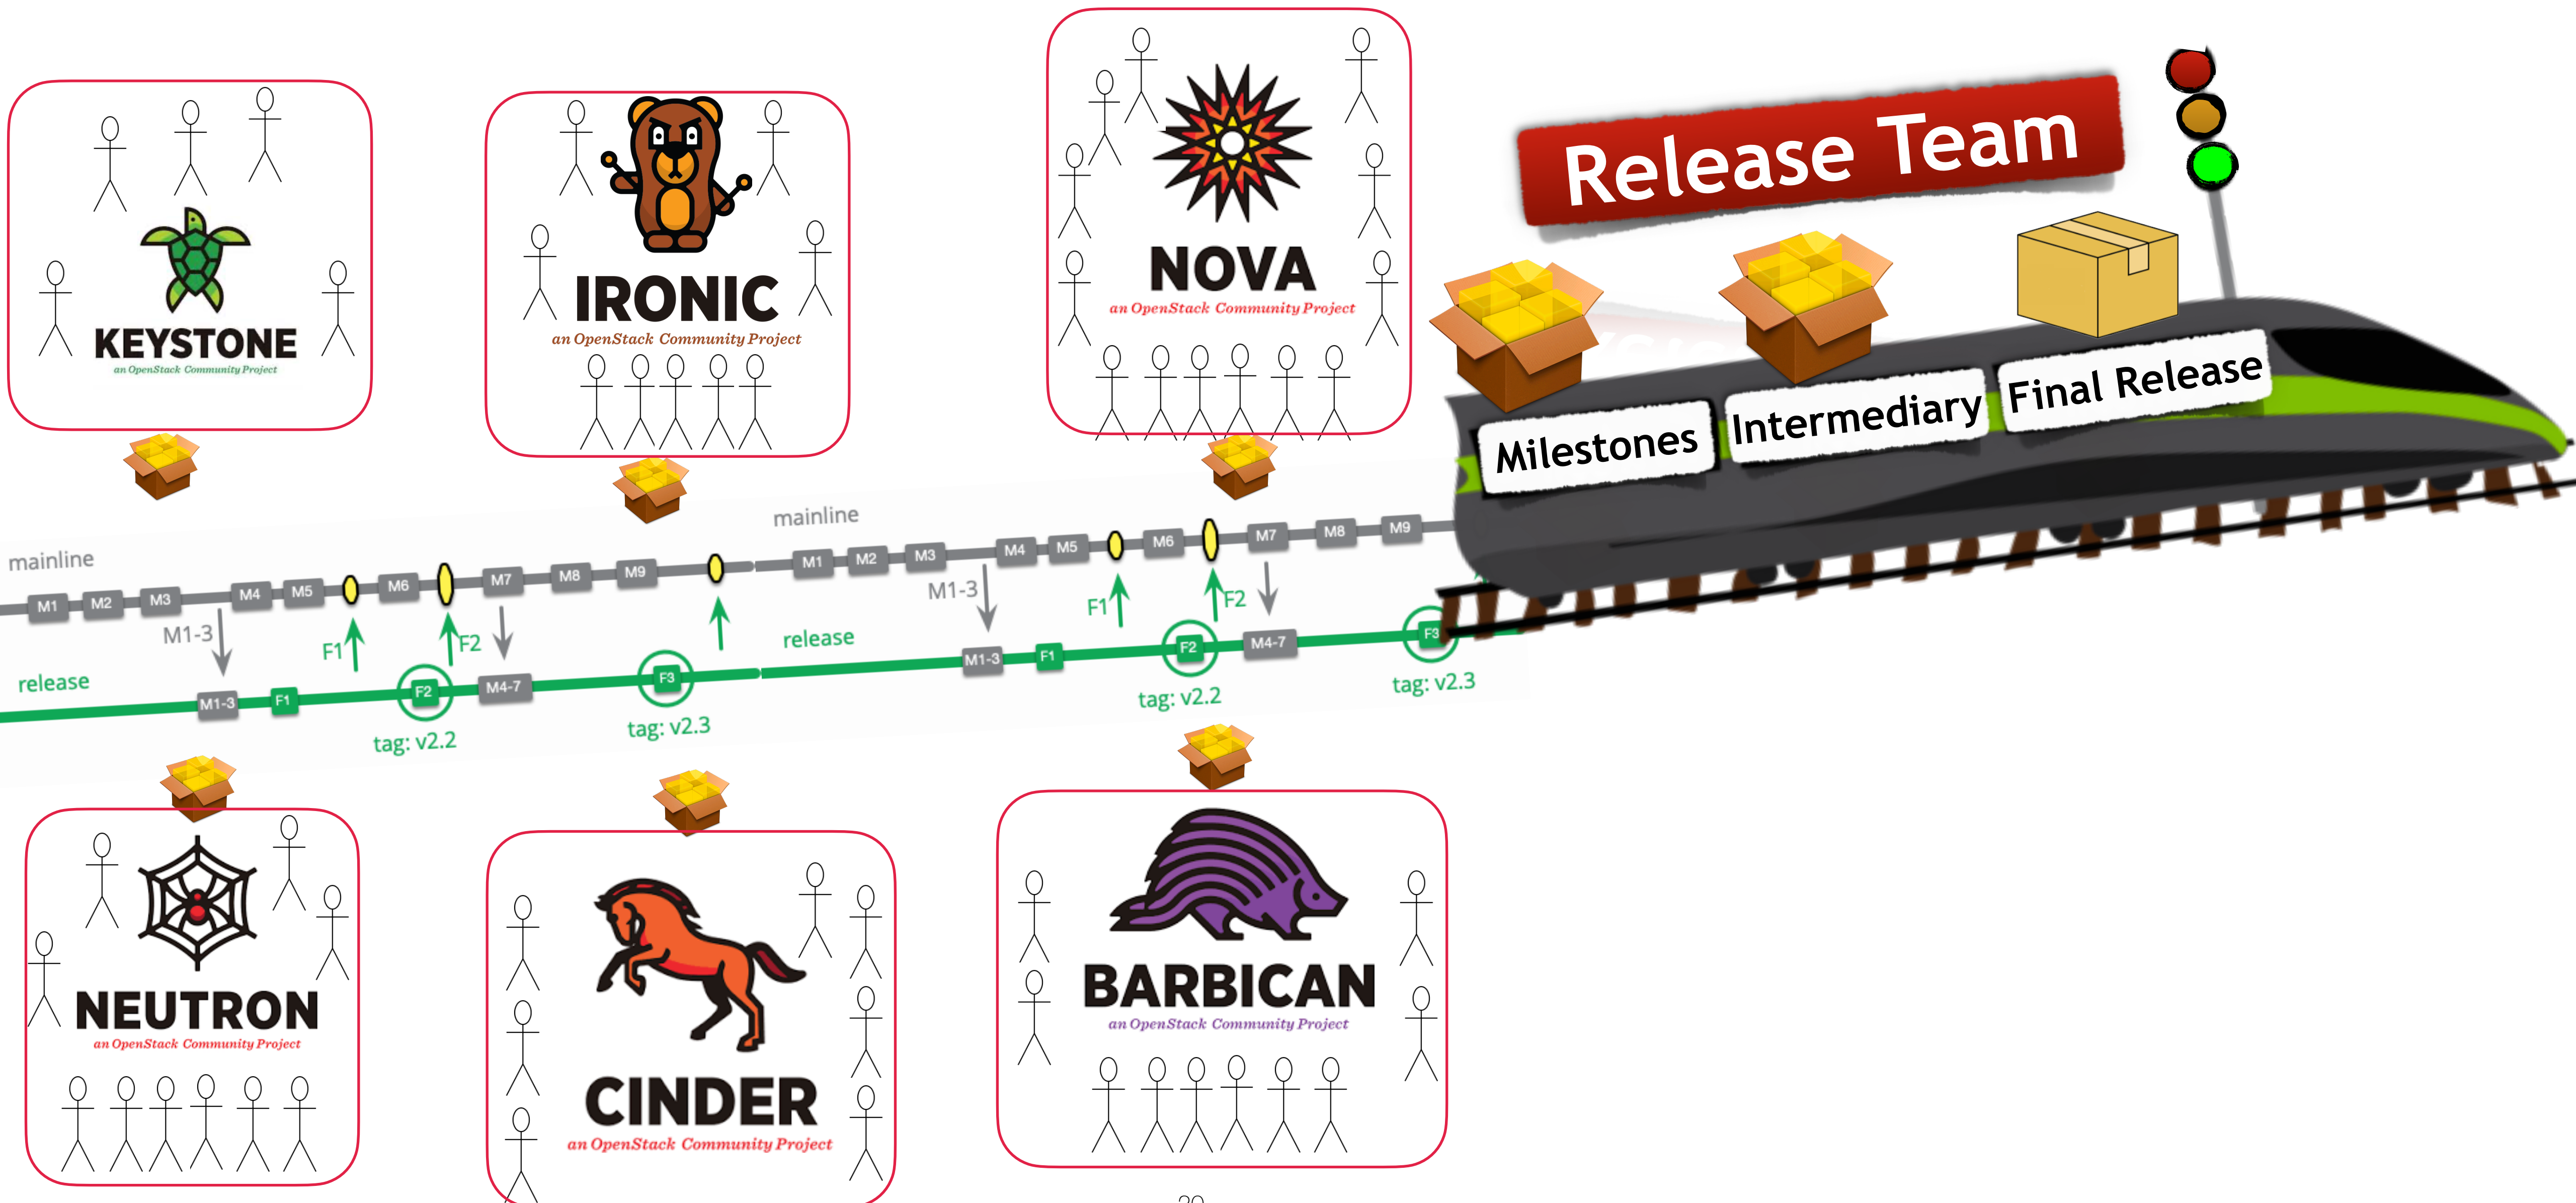 KEYSTONE
an OpenStack Community Project
IRONIC
an OpenStack Community Project
NOVA
an OpenStack Community Project
Release Team
Milestones
Intermediary
Final Release
mainline
mainline
M1 M2 M3 M4 M5 M6 M7 M8 M9
M1 M2 M3 M4 M5 M6 M7 M8 M9
M1-3
F1
F2
M1-3
F1
F2
release
release
M1-3 F1 F2 M4-7 F3
M1-3 F1 F2 M4-7 F3
tag: v2.2
tag: v2.3
tag: v2.2
tag: v2.3
NEUTRON
an OpenStack Community Project
CINDER
an OpenStack Community Project
BARBICAN
an OpenStack Community Project